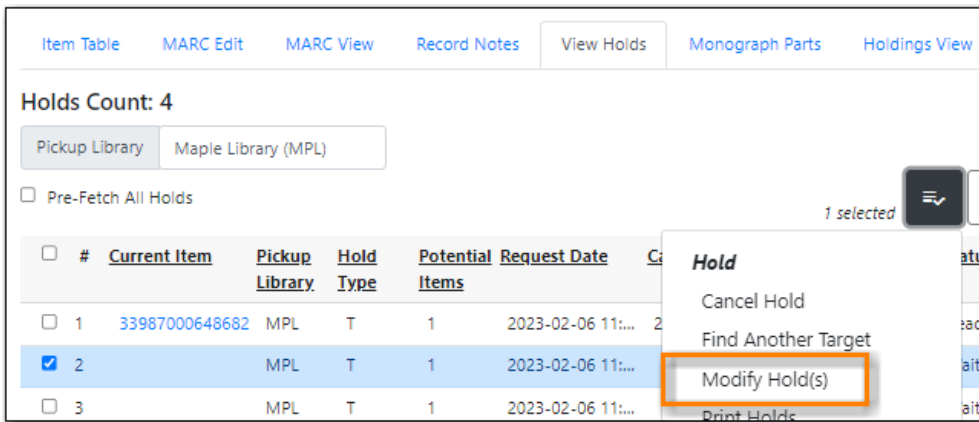 Item Table MARC Edit MARC View Record Notes View Holds Monograph Parts Holdings View
Holds Count: 4
Pickup Library Maple Library (MPL)
Pre-Fetch All Holds
1 selected
# Current Item Pickup Library Hold Type Potential Items Request Date
Hold
Cancel Hold
1 33987000648682 MPL T 1 2023-02-06 11:... 2
Find Another Target
2 MPL T 1 2023-02-06 11:...
Modify Hold(s)
3 MPL T 1 2023-02-06 11:...
Print Holds